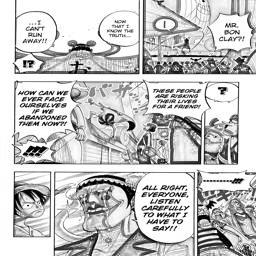 MR.
BON
CLAY?!
NOW
THAT I
KNOW THE
TRUTH...
...I
CAN'T
RUN
AWAY!!
!?
THESE PEOPLE
ARE RISKING
THEIR LIVES
FOR A FRIEND!
HOW CAN WE
EVER FACE
OURSELVES
IF WE
ABANDONED
THEM NOW?!
!!!
!!!
ALL RIGHT,
EVERYONE,
LISTEN
CAREFULLY
TO WHAT I
HAVE TO
SAY!!